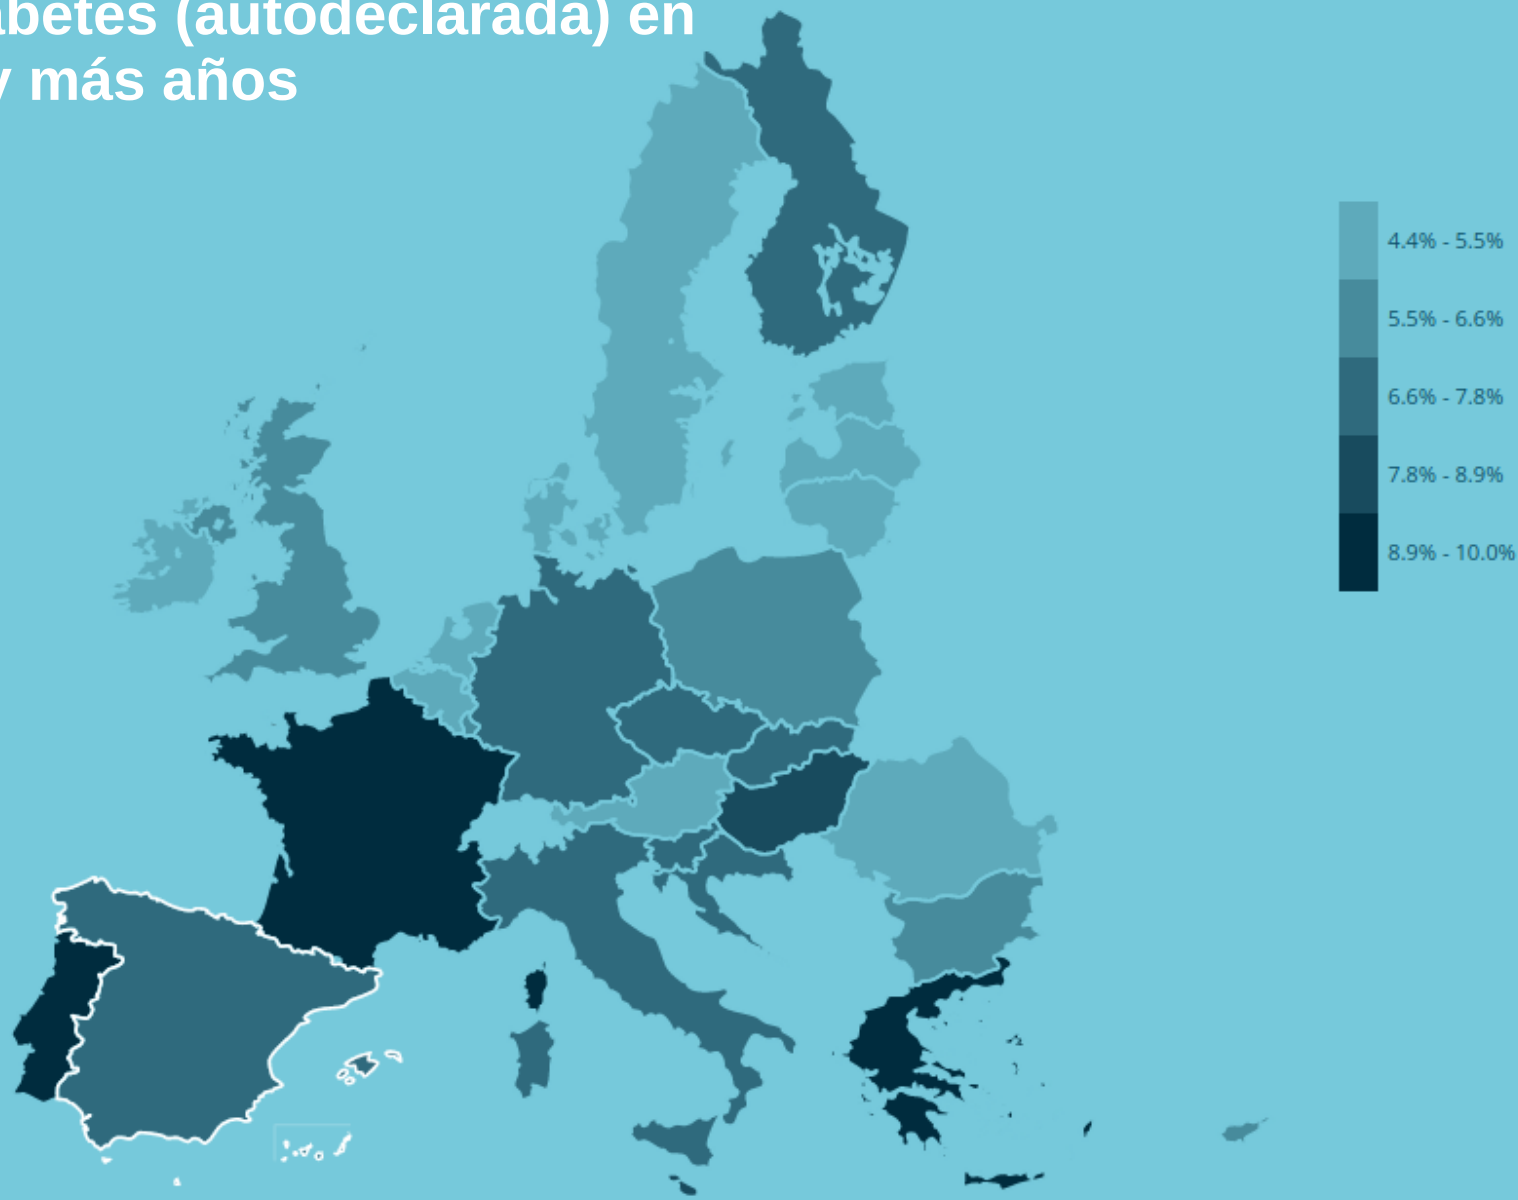 abetes (autodeclarada) en
y más años
4.4% - 5.5%
5.5% - 6.6%
6.6% - 7.8%
7.8% - 8.9%
8.9% - 10.0%